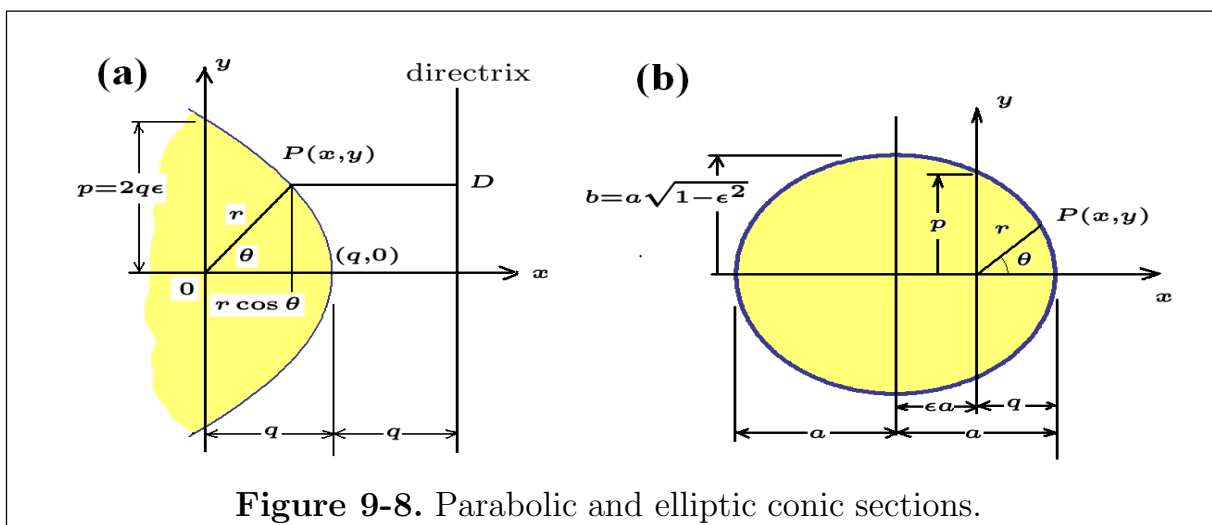 (a)
y
directrix
P(x,y)
D
p=2qϵ
r
θ
(q,0)
x
0
r cos θ
q
q
(b)
y
b=a√1−ϵ²
p
r
P(x,y)
θ
x
ϵa
q
a
a
Figure 9-8. Parabolic and elliptic conic sections.